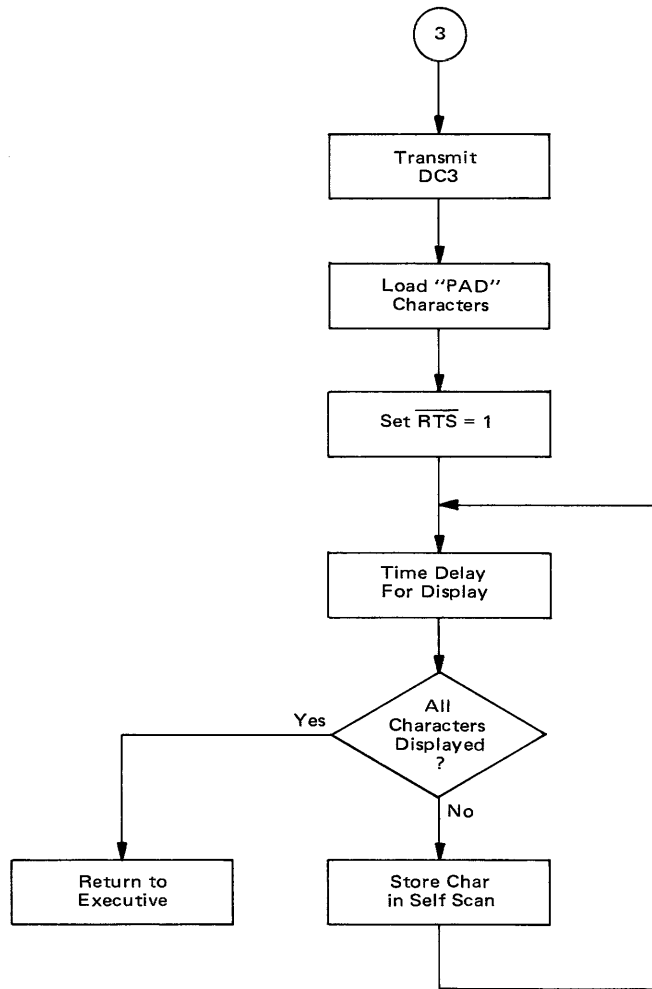 3
Transmit
DC3
Load "PAD"
Characters
Set R̅T̅S̅ = 1
Time Delay
For Display
All
Characters
Displayed
?
Yes
No
Return to
Executive
Store Char
in Self Scan